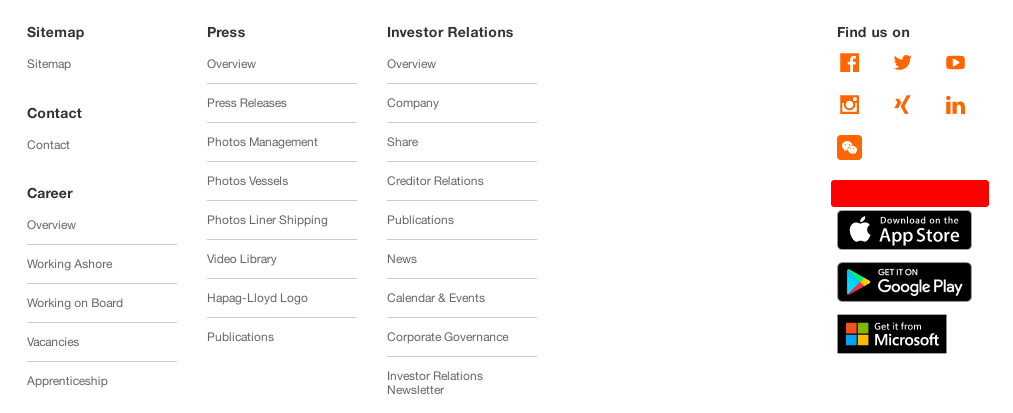 Sitemap
Sitemap
Contact
Contact
Career
Overview
Working Ashore
Working on Board
Vacancies
Apprenticeship
Press
Overview
Press Releases
Photos Management
Photos Vessels
Photos Liner Shipping
Video Library
Hapag-Lloyd Logo
Publications
Investor Relations
Overview
Company
Share
Creditor Relations
Publications
News
Calendar & Events
Corporate Governance
Investor Relations
Newsletter
Find us on
Download on the
App Store
GET IT ON
Google Play
Get it from
Microsoft